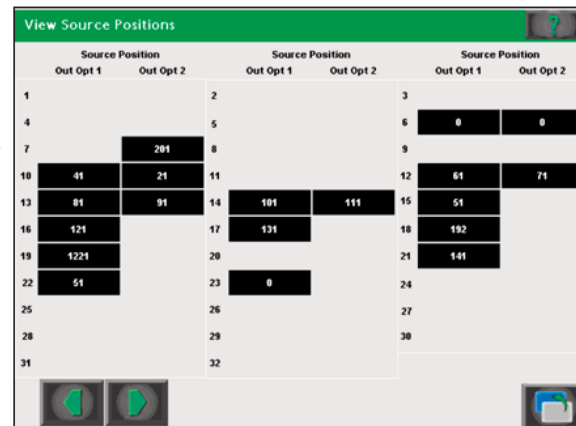 View Source Positions
?
Source Position Source Position Source Position
Out Opt 1 Out Opt 2 Out Opt 1 Out Opt 2 Out Opt 1 Out Opt 2
1 2 3
4 5 6 0 0
7 201 8 9
10 41 21 11 12 61 71
13 81 91 14 101 111 15 51
16 121 17 131 18 192
19 1221 20 21 141
22 51 23 0 24
25 26 27
28 29 30
31 32